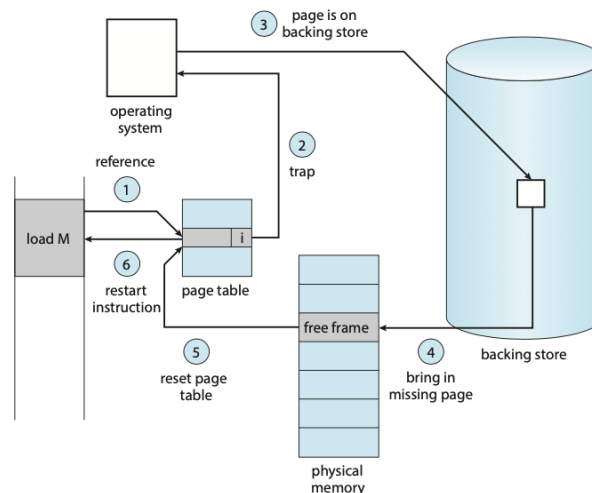 3
page is on
backing store
operating
system
2
trap
reference
1
load M
i
6
restart
instruction
page table
free frame
5
reset page
table
4
bring in
missing page
backing store
physical
memory